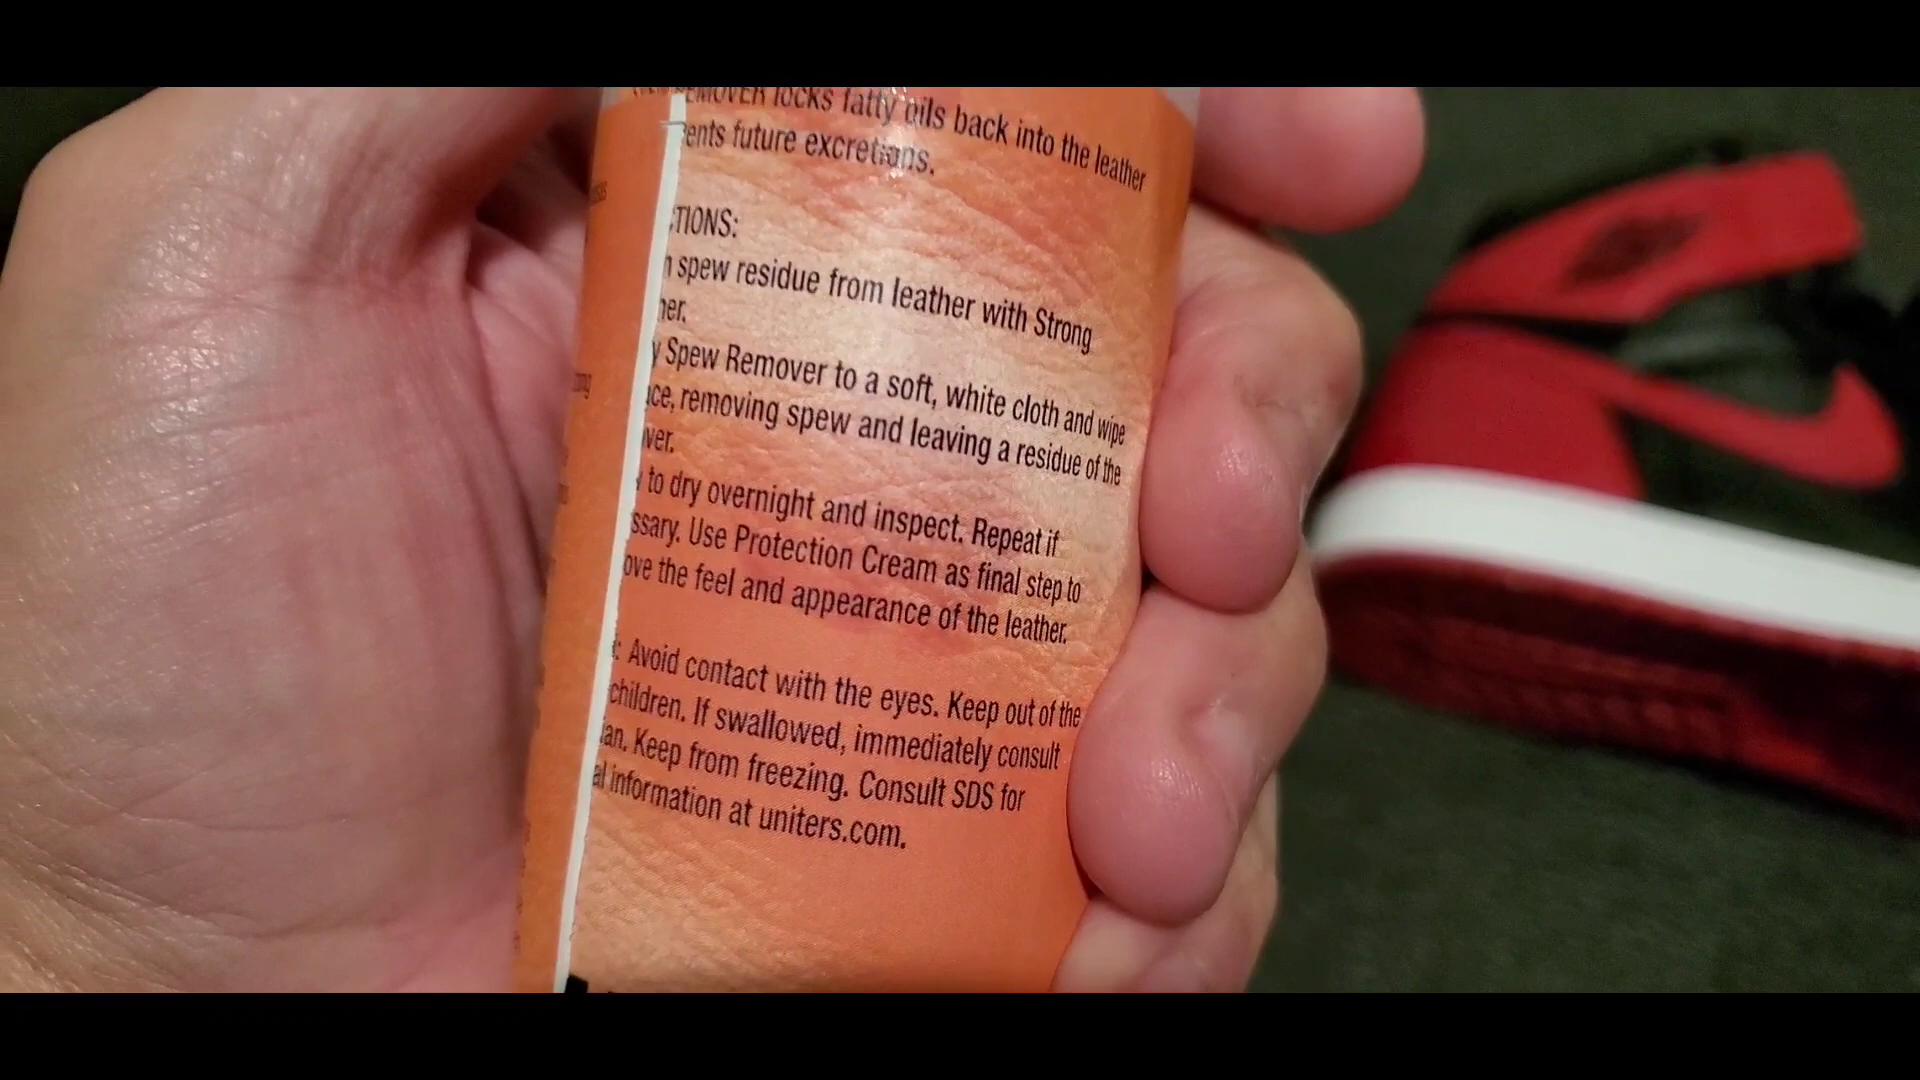 REMOVER locks fatty oils back into the leather
ents future excretions.
TIONS:
n spew residue from leather with Strong
ner.
y Spew Remover to a soft, white cloth and wipe
ace, removing spew and leaving a residue of the
over.
to dry overnight and inspect. Repeat if
ssary. Use Protection Cream as final step to
ove the feel and appearance of the leather.
: Avoid contact with the eyes. Keep out of the
children. If swallowed, immediately consult
ian. Keep from freezing. Consult SDS for
al information at uniters.com.